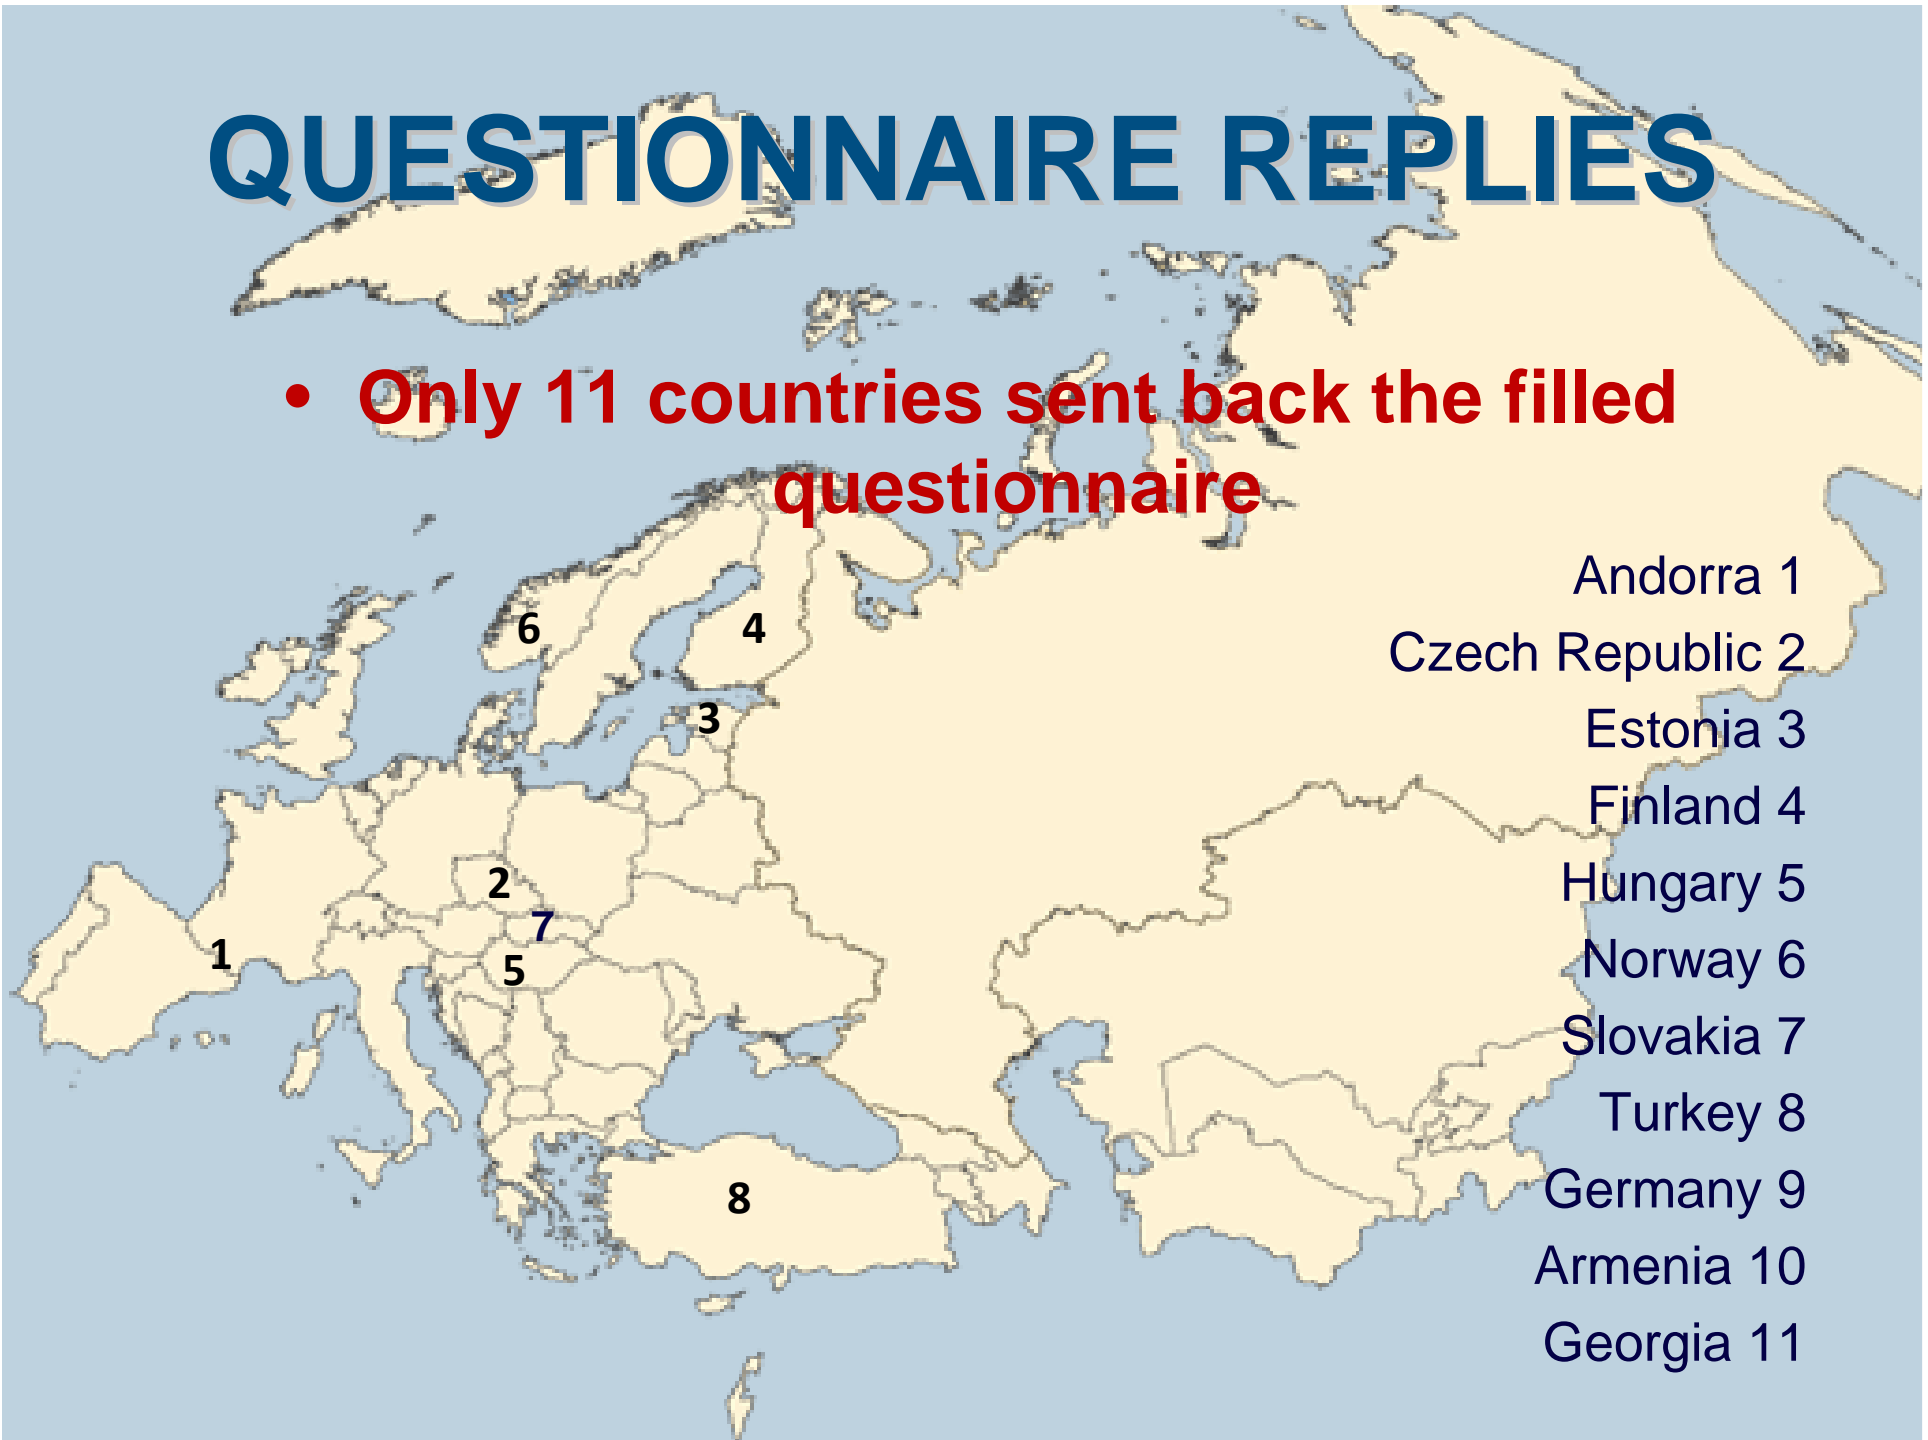 QUESTIONNAIRE REPLIES
• Only 11 countries sent back the filled
questionnaire
Andorra 1
6
4
Czech Republic 2
3
Estonia 3
Finland 4
2
Hungary 5
7
1
5
Norway 6
Slovakia 7
Turkey 8
8
Germany 9
Armenia 10
Georgia 11